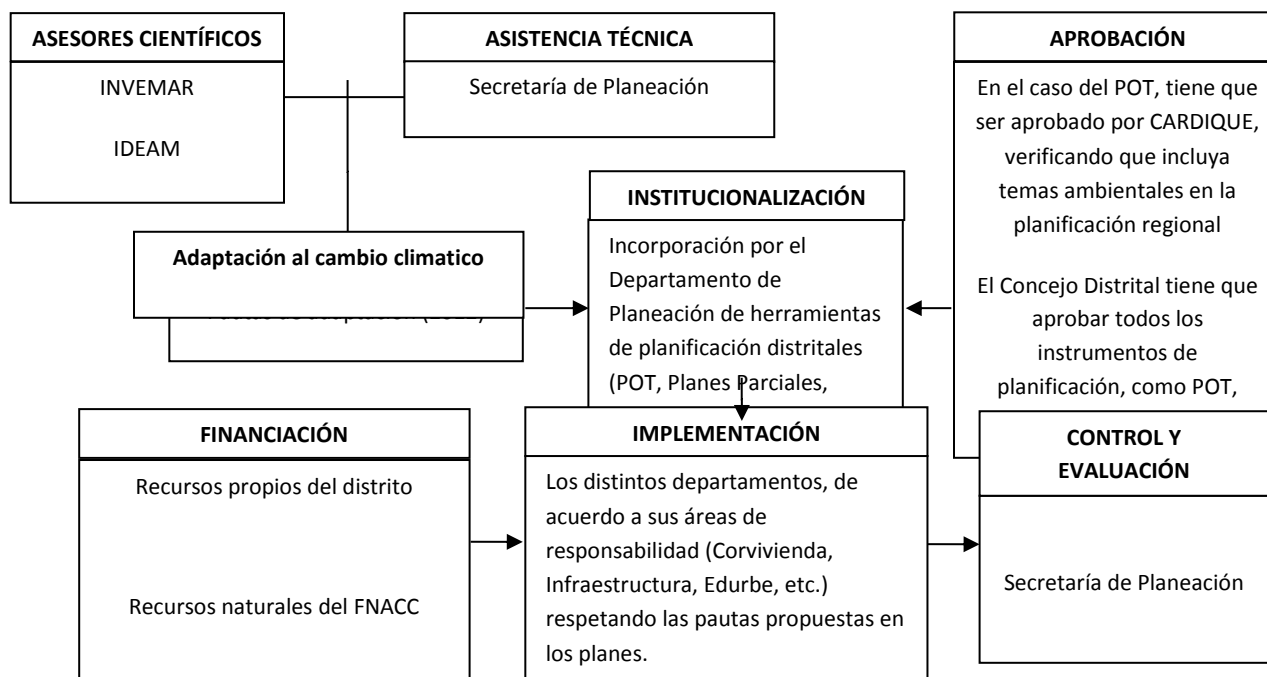 ASESORES CIENTÍFICOS
INVEMAR
IDEAM
ASISTENCIA TÉCNICA
Secretaría de Planeación
APROBACIÓN
En el caso del POT, tiene que
ser aprobado por CARDIQUE,
verificando que incluya
temas ambientales en la
planificación regional
El Concejo Distrital tiene que
aprobar todos los
instrumentos de
planificación, como POT,
Adaptación al cambio climatico
INSTITUCIONALIZACIÓN
Incorporación por el
Departamento de
Planeación de herramientas
de planificación distritales
(POT, Planes Parciales,
FINANCIACIÓN
Recursos propios del distrito
Recursos naturales del FNACC
IMPLEMENTACIÓN
Los distintos departamentos, de
acuerdo a sus áreas de
responsabilidad (Corvivienda,
Infraestructura, Edurbe, etc.)
respetando las pautas propuestas en
los planes.
CONTROL Y
EVALUACIÓN
Secretaría de Planeación